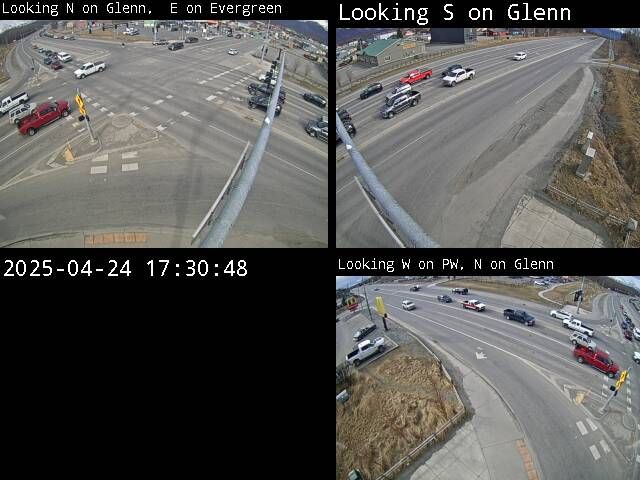 Looking N on Glenn,  E on Evergreen
Looking S on Glenn
2025-04-24 17:30:48
Looking W on PW, N on Glenn